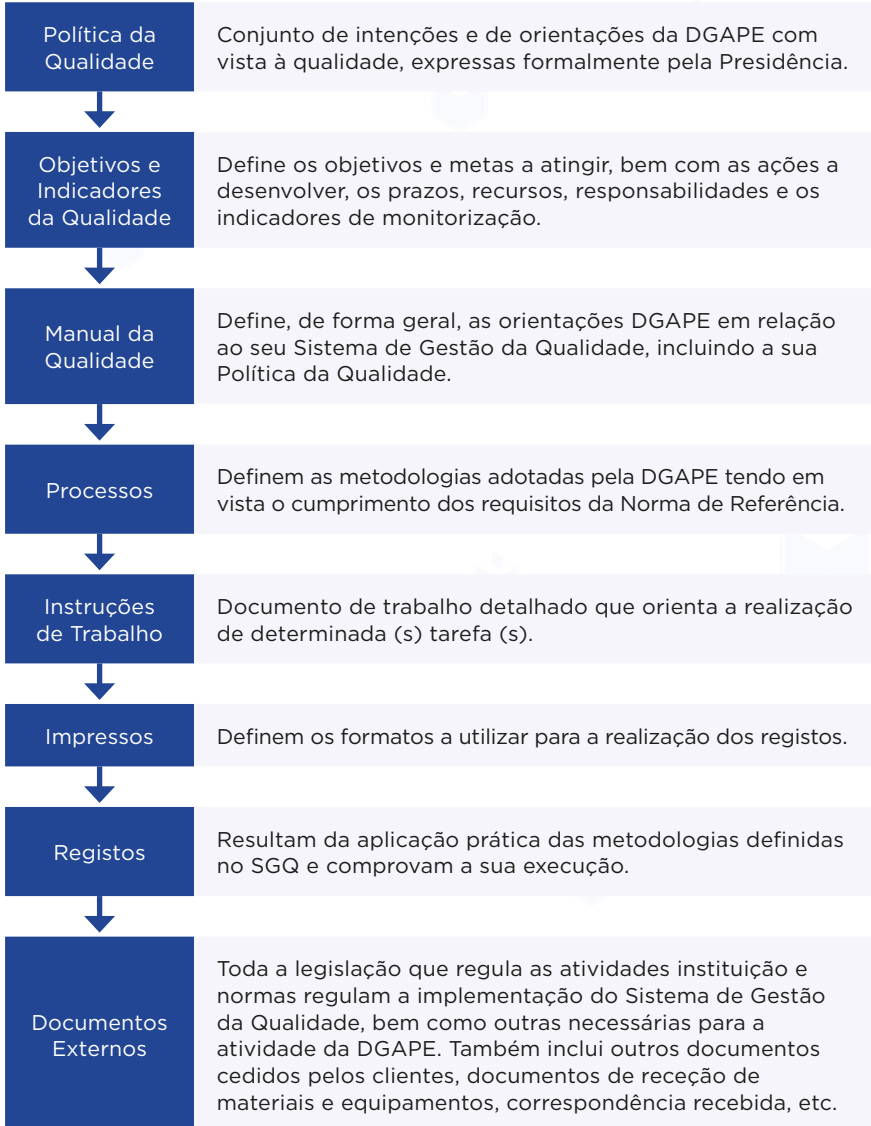 Política da
Qualidade
Conjunto de intenções e de orientações da DGAPE com
vista à qualidade, expressas formalmente pela Presidência.
Objetivos e
Indicadores
da Qualidade
Define os objetivos e metas a atingir, bem com as ações a
desenvolver, os prazos, recursos, responsabilidades e os
indicadores de monitorização.
Manual da
Qualidade
Define, de forma geral, as orientações DGAPE em relação
ao seu Sistema de Gestão da Qualidade, incluindo a sua
Política da Qualidade.
Processos
Definem as metodologias adotadas pela DGAPE tendo em
vista o cumprimento dos requisitos da Norma de Referência.
Instruções
de Trabalho
Documento de trabalho detalhado que orienta a realização
de determinada (s) tarefa (s).
Impressos
Definem os formatos a utilizar para a realização dos registos.
Registos
Resultam da aplicação prática das metodologias definidas
no SGQ e comprovam a sua execução.
Documentos
Externos
Toda a legislação que regula as atividades instituição e
normas regulam a implementação do Sistema de Gestão
da Qualidade, bem como outras necessárias para a
atividade da DGAPE. Também inclui outros documentos
cedidos pelos clientes, documentos de receção de
materiais e equipamentos, correspondência recebida, etc.